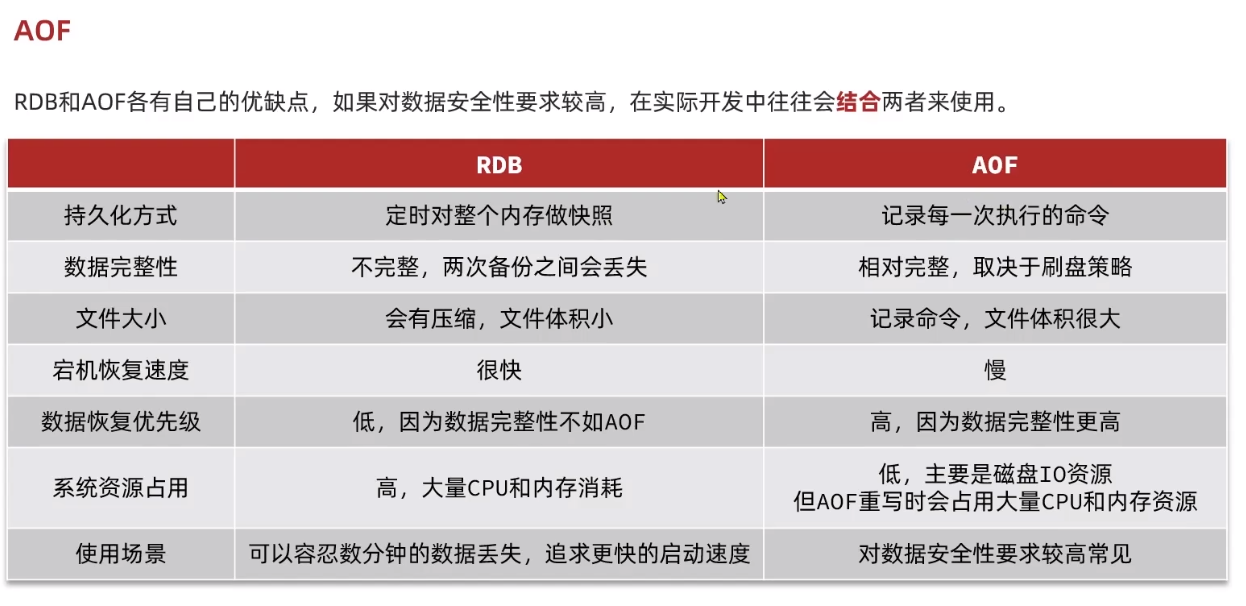 AOF
RDB和AOF各有自己的优缺点，如果对数据安全性要求较高，在实际开发中往往会结合两者来使用。
RDB AOF
持久化方式 定时对整个内存做快照 记录每一次执行的命令
数据完整性 不完整，两次备份之间会丢失 相对完整，取决于刷盘策略
文件大小 会有压缩，文件体积小 记录命令，文件体积很大
宕机恢复速度 很快 慢
数据恢复优先级 低，因为数据完整性不如AOF 高，因为数据完整性更高
系统资源占用 高，大量CPU和内存消耗 低，主要是磁盘IO资源
但AOF重写时会占用大量CPU和内存资源
使用场景 可以容忍数分钟的数据丢失，追求更快的启动速度 对数据安全性要求较高常见